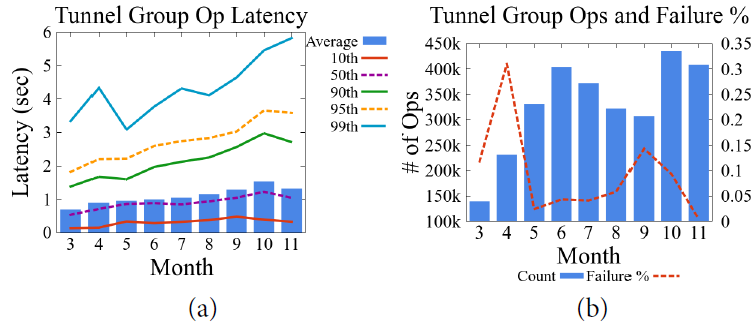 Tunnel Group Op Latency
6
5
4
3
2
1
0
Latency (sec)
3 4 5 6 7 8 9 10 11
Month
Average
10th
50th
90th
95th
99th
(a)
Tunnel Group Ops and Failure %
450k
400k
350k
300k
250k
200k
150k
100k
# of Ops
0.35
0.3
0.25
0.2
0.15
0.1
0.05
0
3 4 5 6 7 8 9 10 11
Month
Count Failure %
(b)